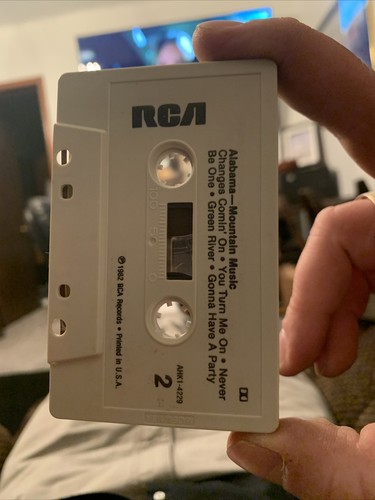 RCA
Alabama—Mountain Music
Changes Comin' On • You Turn Me On • Never
Be One • Green River • Gonna Have A Party
AHK1-4229
2
℗ 1982 RCA Records • Printed in U.S.A.